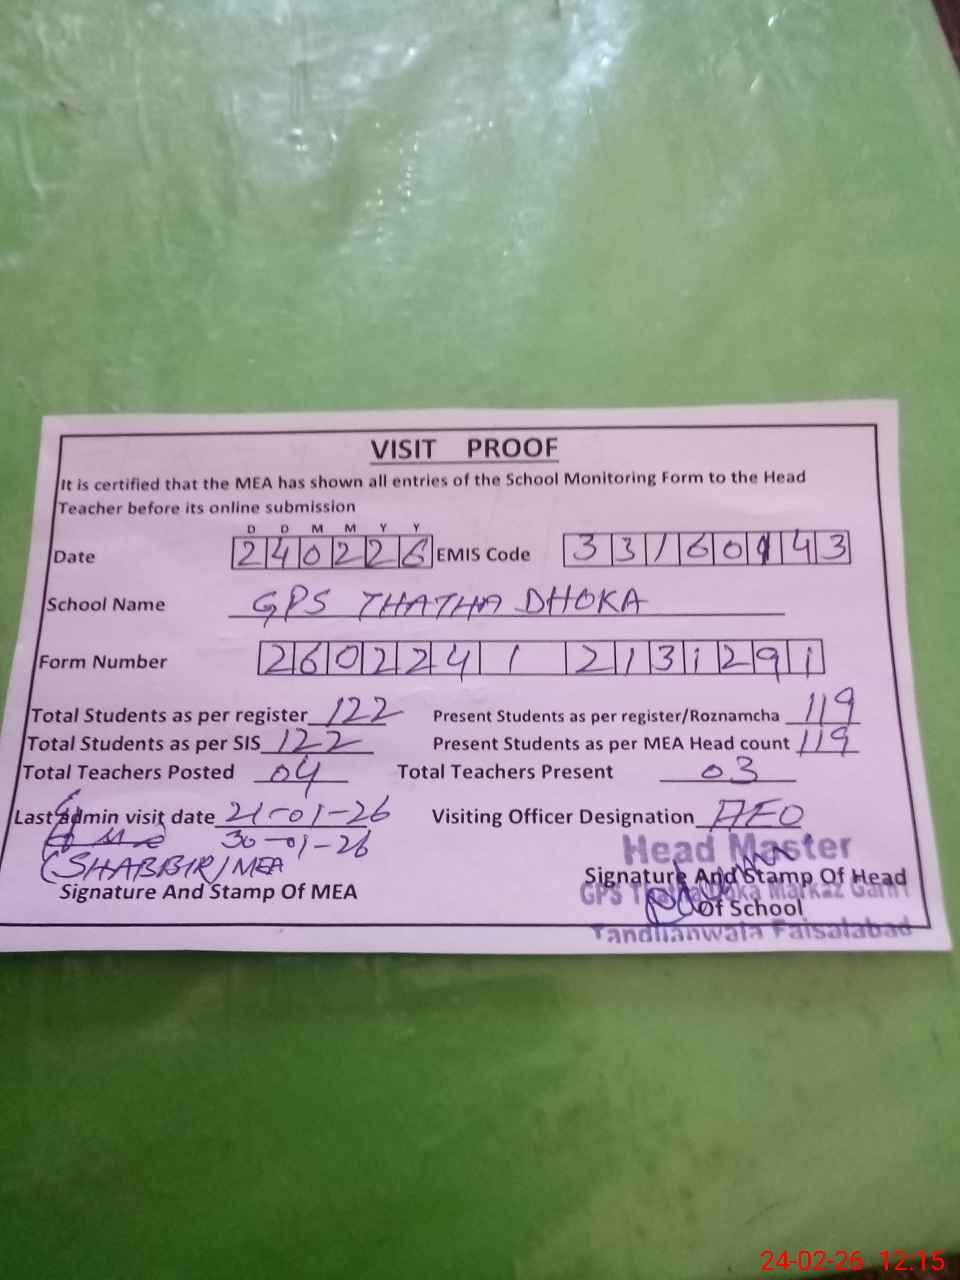 VISIT PROOF
It is certified that the MEA has shown all entries of the School Monitoring Form to the Head
Teacher before its online submission
D D M M Y Y
Date 240226 EMIS Code 33160143
School Name GPS THATHA DHOKA
Form Number 2602241 2131291
Total Students as per register 122 Present Students as per register/Roznamcha 119
Total Students as per SIS 122 Present Students as per MEA Head count 119
Total Teachers Posted 04 Total Teachers Present 03
Last admin visit date 21-01-26 Visiting Officer Designation AEO
30-01-26
(SHABBIR/MEA
Head Master
Signature And Stamp Of MEA Signature And Stamp Of Head
GPS Markaz Garh
Of School
Tandlianwala Faisalabad
24-02-26 12:15